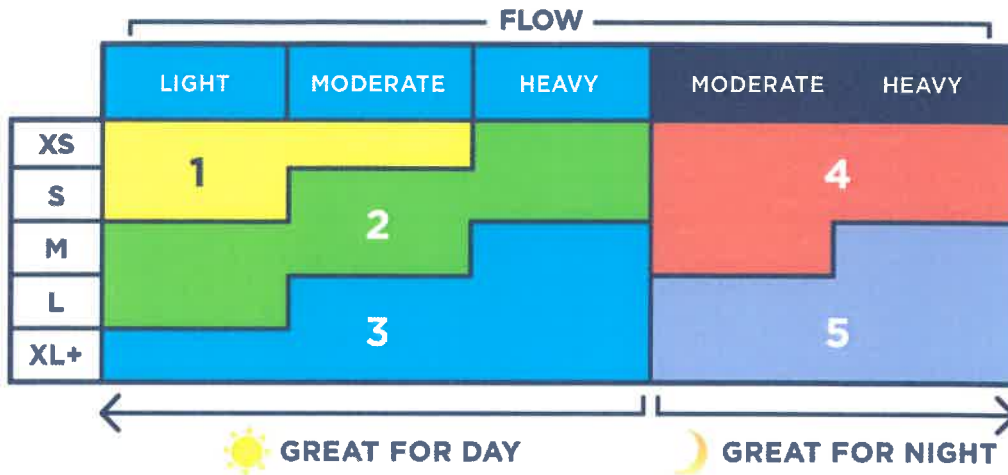 FLOW
LIGHT MODERATE HEAVY MODERATE HEAVY
XS
1
4
S
2
M
L
3
5
XL+
GREAT FOR DAY GREAT FOR NIGHT